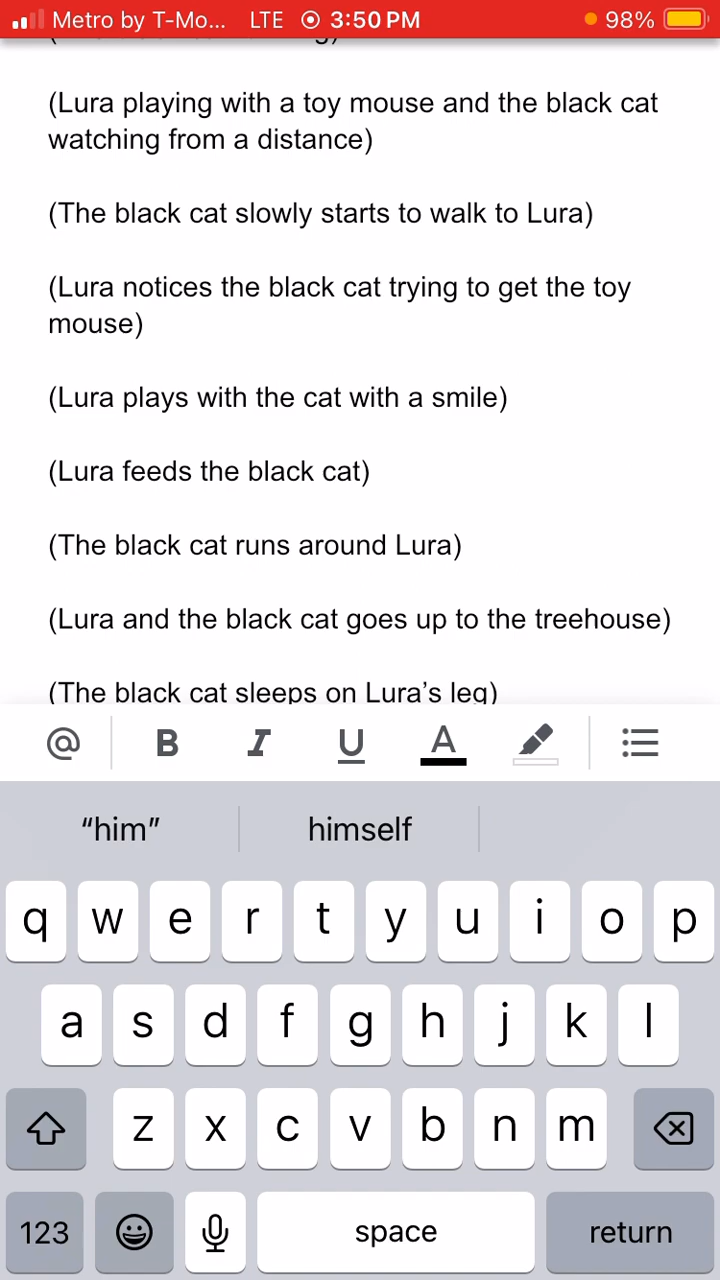 Metro by T-Mo... LTE 3:50 PM 98%
(Lura playing with a toy mouse and the black cat
watching from a distance)
(The black cat slowly starts to walk to Lura)
(Lura notices the black cat trying to get the toy
mouse)
(Lura plays with the cat with a smile)
(Lura feeds the black cat)
(The black cat runs around Lura)
(Lura and the black cat goes up to the treehouse)
(The black cat sleeps on Lura’s leg)
@ B I U A
“him” himself
q w e r t y u i o p
a s d f g h j k l
z x c v b n m
123 space return